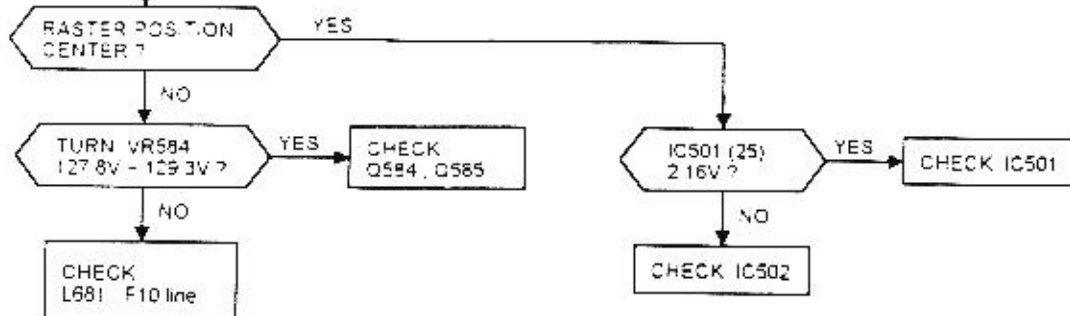 RASTER POSITION
CENTER ?
YES
NO
TURN VR584
127.8V – 129.3V ?
YES
CHECK
Q584 , Q585
NO
CHECK
L681 F10 line
IC501 (25)
2.16V ?
YES
CHECK IC501
NO
CHECK IC502